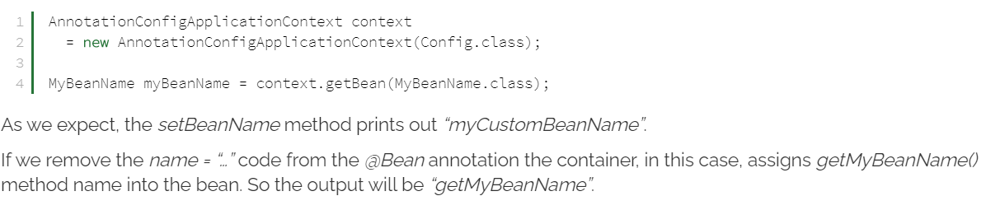 1 AnnotationConfigApplicationContext context
2   = new AnnotationConfigApplicationContext(Config.class);
3
4 MyBeanName myBeanName = context.getBean(MyBeanName.class);
As we expect, the setBeanName method prints out “myCustomBeanName”.
If we remove the name = “…” code from the @Bean annotation the container, in this case, assigns getMyBeanName()
method name into the bean. So the output will be “getMyBeanName”.